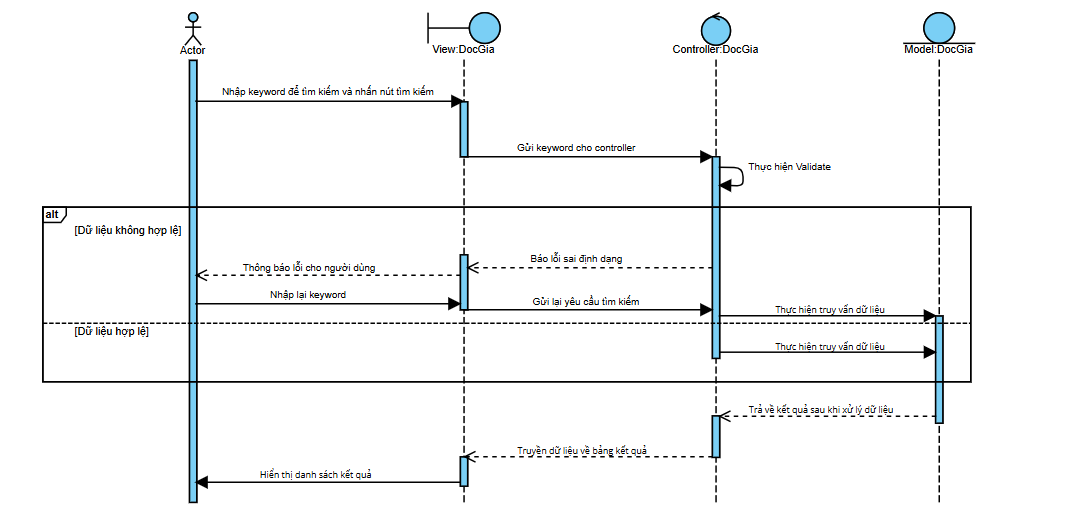 Actor
View:DocGia
Controller:DocGia
Model:DocGia
Nhập keyword để tìm kiếm và nhấn nút tìm kiếm
Gửi keyword cho controller
Thực hiện Validate
alt
[Dữ liệu không hợp lệ]
Báo lỗi sai định dạng
Thông báo lỗi cho người dùng
Nhập lại keyword
Gửi lại yêu cầu tìm kiếm
Thực hiện truy vấn dữ liệu
[Dữ liệu hợp lệ]
Thực hiện truy vấn dữ liệu
Trả về kết quả sau khi xử lý dữ liệu
Truyền dữ liệu về bảng kết quả
Hiển thị danh sách kết quả